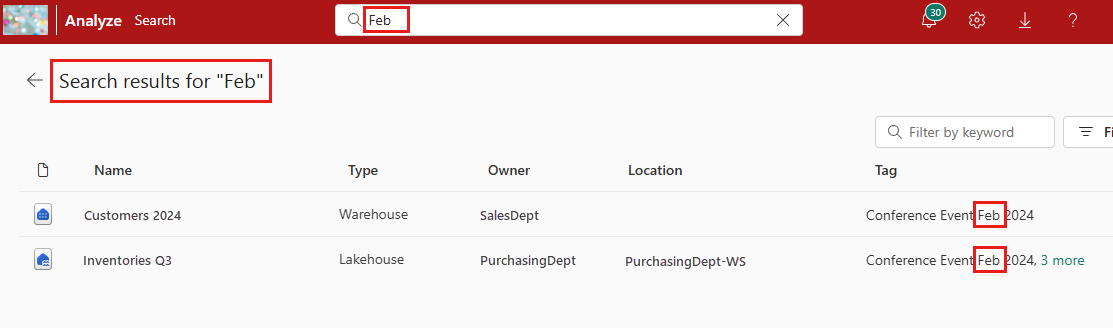 Analyze Search Feb 30 ?
Search results for "Feb"
Filter by keyword Fi
Name Type Owner Location Tag
Customers 2024 Warehouse SalesDept Conference Event Feb 2024
Inventories Q3 Lakehouse PurchasingDept PurchasingDept-WS Conference Event Feb 2024, 3 more